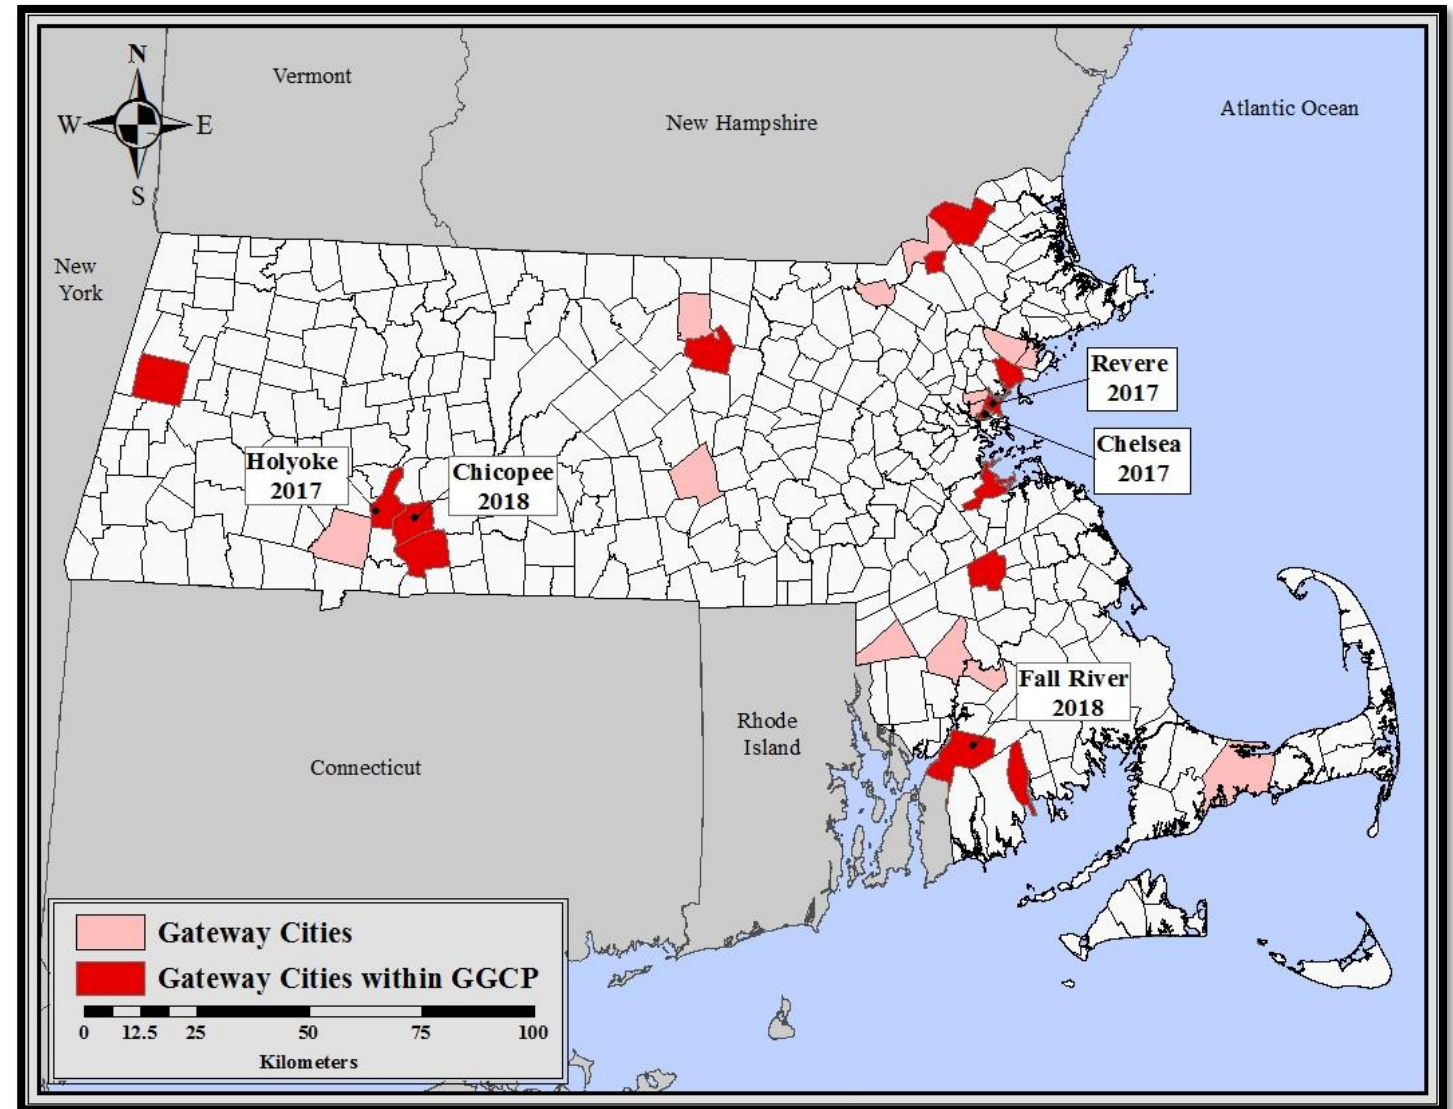 N
W
E
S
Vermont
New Hampshire
Atlantic Ocean
New
York
Revere
2017
Chelsea
2017
Holyoke
2017
Chicopee
2018
Fall River
2018
Rhode
Island
Connecticut
Gateway Cities
Gateway Cities within GGCP
0 12.5 25 50 75 100
Kilometers